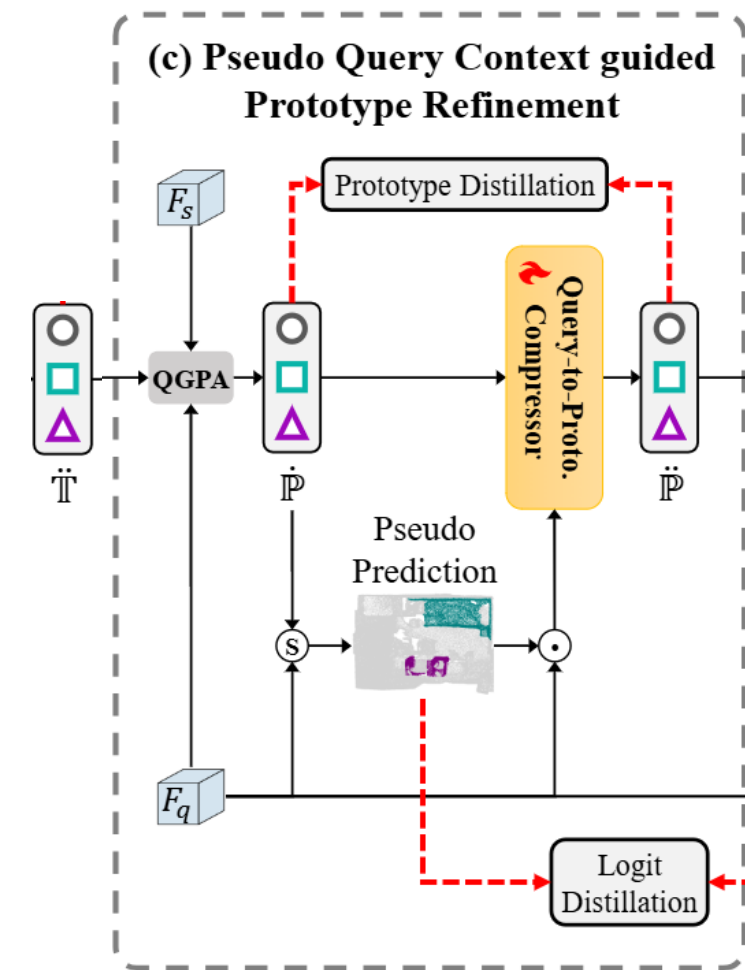 (c) Pseudo Query Context guided
Prototype Refinement
Prototype Distillation
F_s
Query-to-Proto.
Compressor
QGPA
T̈
Ṗ
P̈
Pseudo
Prediction
S
F_q
Logit
Distillation